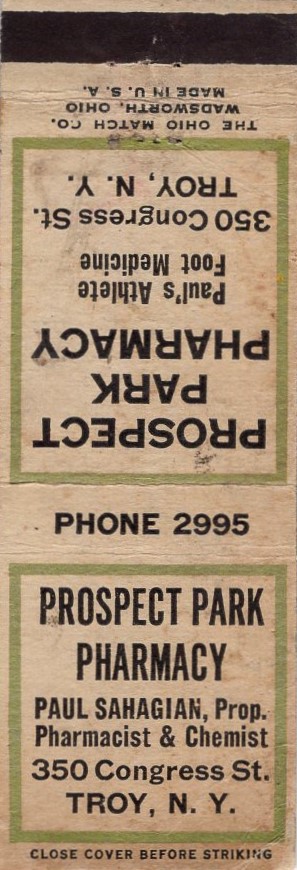 THE OHIO MATCH CO.
WADSWORTH, OHIO
MADE IN U. S. A.
PROSPECT
PARK
PHARMACY
Paul's Athlete
Foot Medicine
350 Congress St.
TROY, N. Y.
PHONE 2995
PROSPECT PARK
PHARMACY
PAUL SAHAGIAN, Prop.
Pharmacist & Chemist
350 Congress St.
TROY, N. Y.
CLOSE COVER BEFORE STRIKING